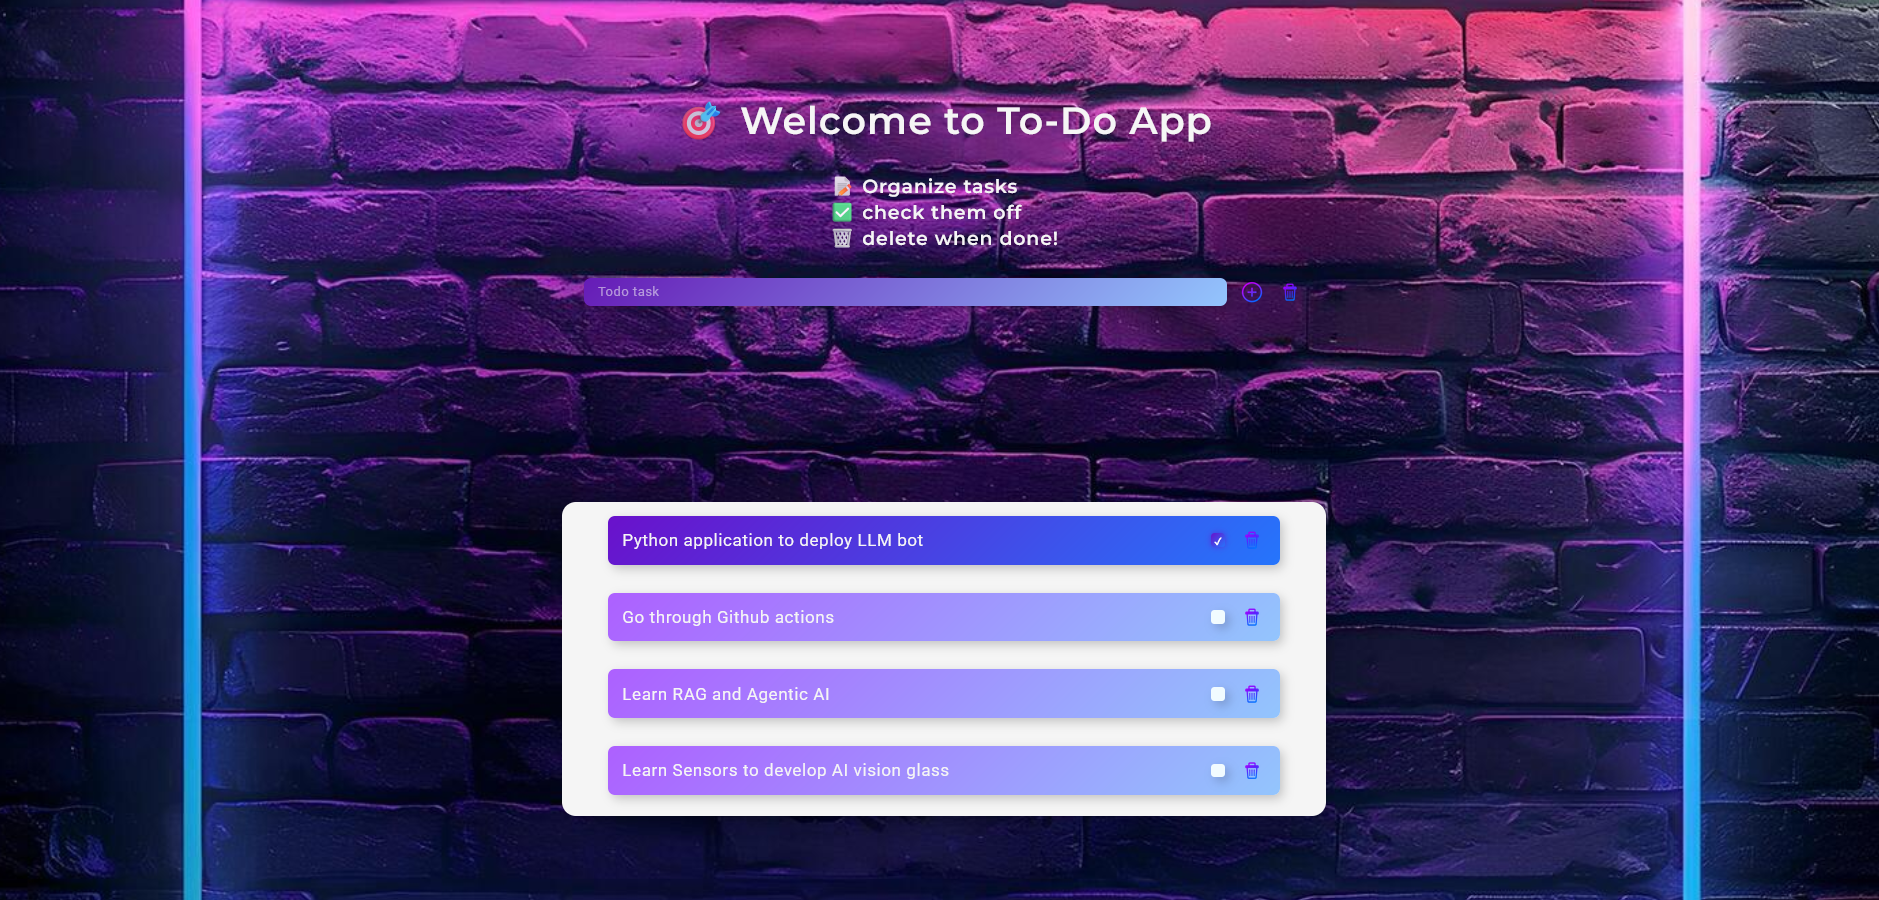 Welcome to To-Do App
Organize tasks
check them off
delete when done!
Todo task
Python application to deploy LLM bot
Go through Github actions
Learn RAG and Agentic AI
Learn Sensors to develop AI vision glass